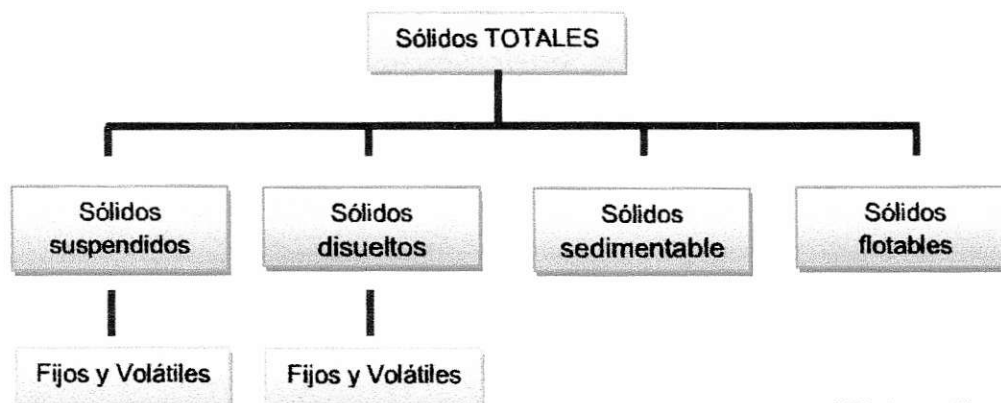 Sólidos TOTALES
Sólidos
suspendidos
Sólidos
disueltos
Sólidos
sedimentable
Sólidos
flotables
Fijos y Volátiles
Fijos y Volátiles